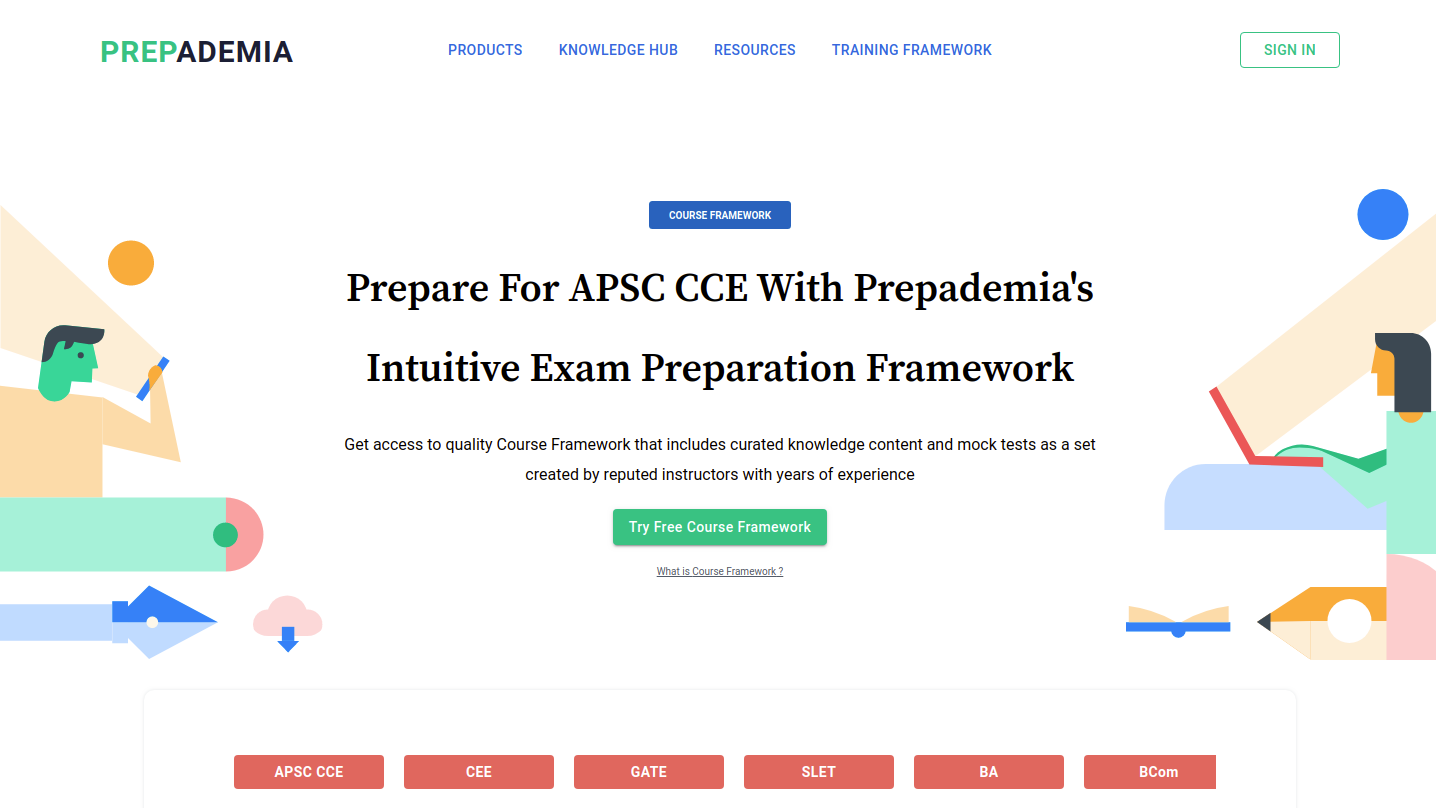 PREPADEMIA
PRODUCTS
KNOWLEDGE HUB
RESOURCES
TRAINING FRAMEWORK
SIGN IN
COURSE FRAMEWORK
Prepare For APSC CCE With Prepademia's
Intuitive Exam Preparation Framework
Get access to quality Course Framework that includes curated knowledge content and mock tests as a set
created by reputed instructors with years of experience
Try Free Course Framework
What is Course Framework ?
APSC CCE
CEE
GATE
SLET
BA
BCom